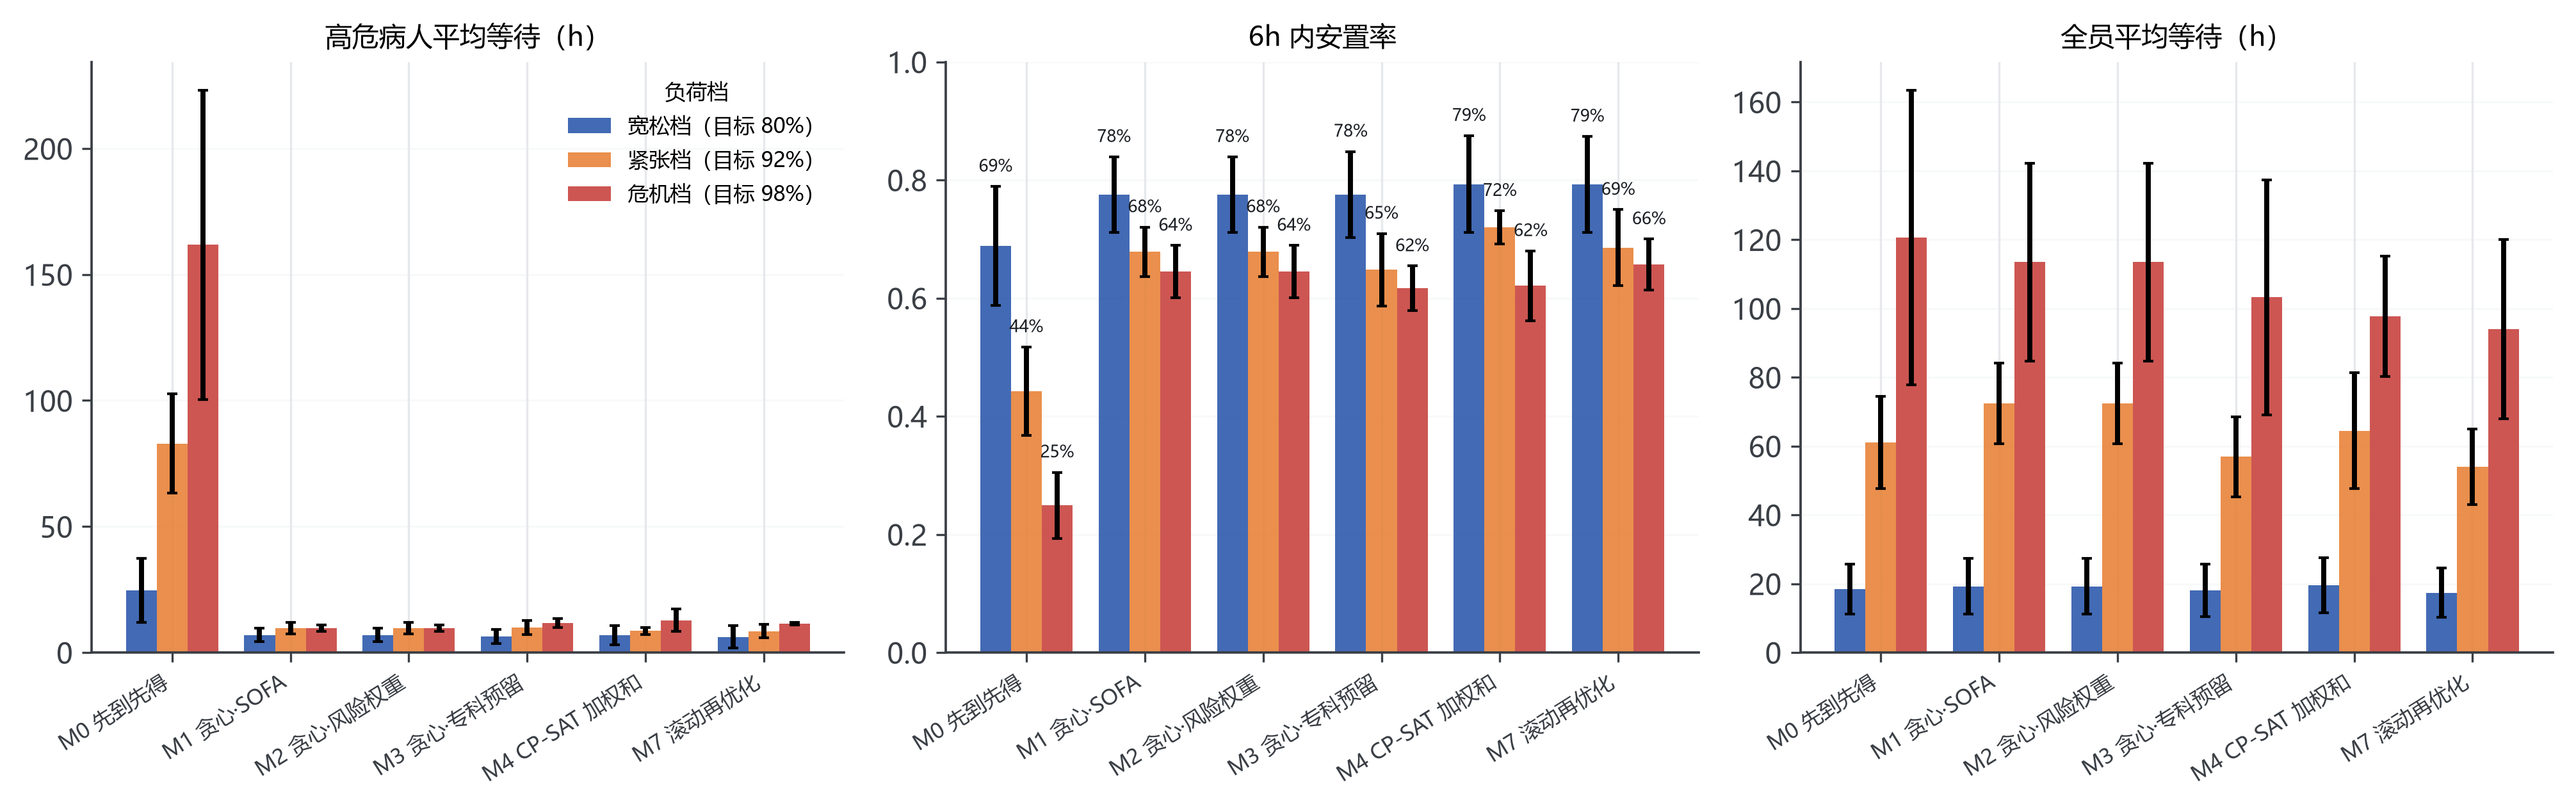 高危病人平均等待（h）
200
150
100
50
0
负荷档
宽松档（目标 80%）
紧张档（目标 92%）
危机档（目标 98%）
M0 先到先得
M1 贪心·SOFA
M2 贪心·风险权重
M3 贪心·专科预留
M4 CP-SAT 加权和
M7 滚动再优化
6h 内安置率
1.0
0.8
0.6
0.4
0.2
0.0
69%
44%
25%
78%
68%
64%
78%
68%
64%
78%
65%
62%
79%
72%
62%
79%
69%
66%
M0 先到先得
M1 贪心·SOFA
M2 贪心·风险权重
M3 贪心·专科预留
M4 CP-SAT 加权和
M7 滚动再优化
全员平均等待（h）
160
140
120
100
80
60
40
20
0
M0 先到先得
M1 贪心·SOFA
M2 贪心·风险权重
M3 贪心·专科预留
M4 CP-SAT 加权和
M7 滚动再优化